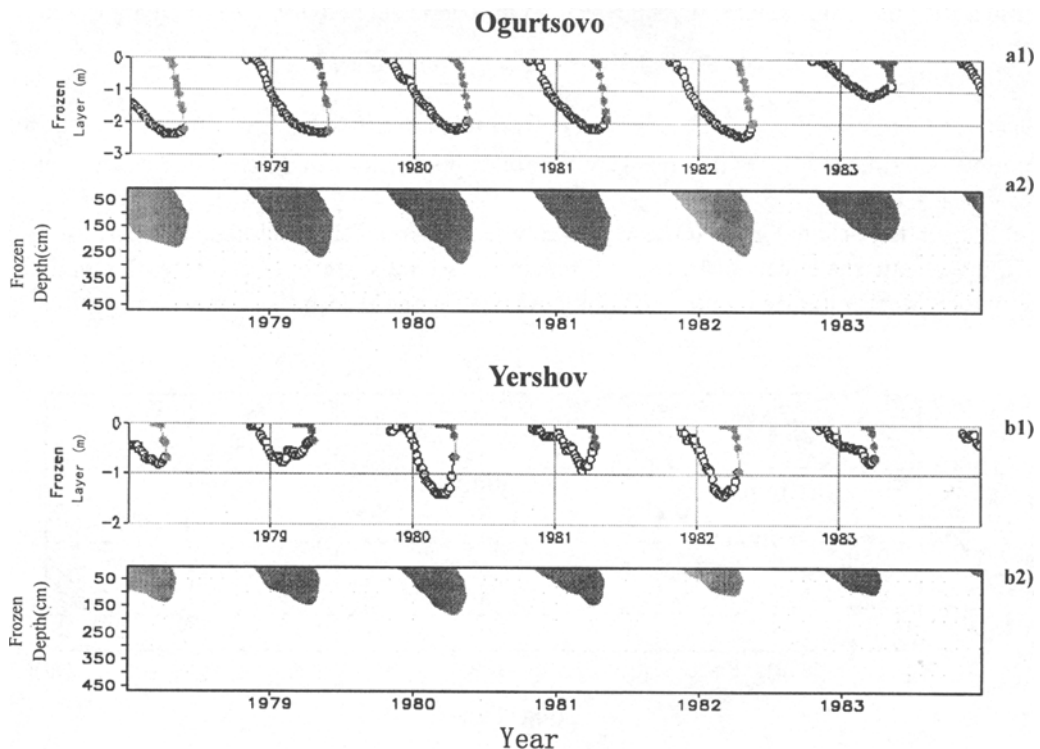 Ogurtsovo
a1)
Frozen
Layer (m)
0
-1
-2
-3
1979 1980 1981 1982 1983
a2)
Frozen
Depth(cm)
50
150
250
350
450
1979 1980 1981 1982 1983
Yershov
b1)
Frozen
Layer (m)
0
-1
-2
1979 1980 1981 1982 1983
b2)
Frozen
Depth(cm)
50
150
250
350
450
1979 1980 1981 1982 1983
Year